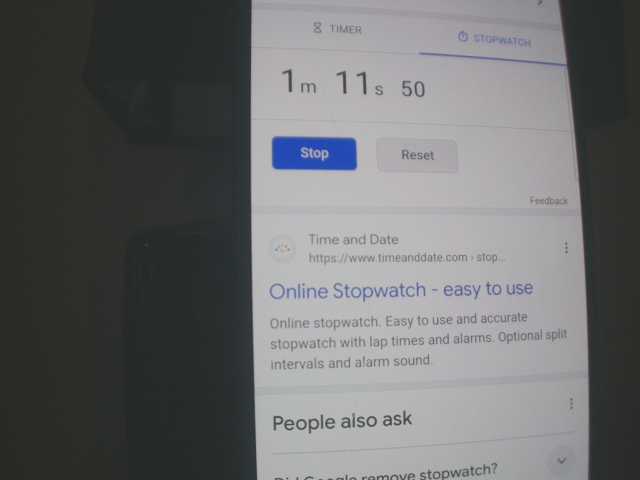 TIMER
STOPWATCH
1m 11s 50
Stop
Reset
Feedback
Time and Date
https://www.timeanddate.com › stop...
Online Stopwatch - easy to use
Online stopwatch. Easy to use and accurate
stopwatch with lap times and alarms. Optional split
intervals and alarm sound.
People also ask
Did Google remove stopwatch?